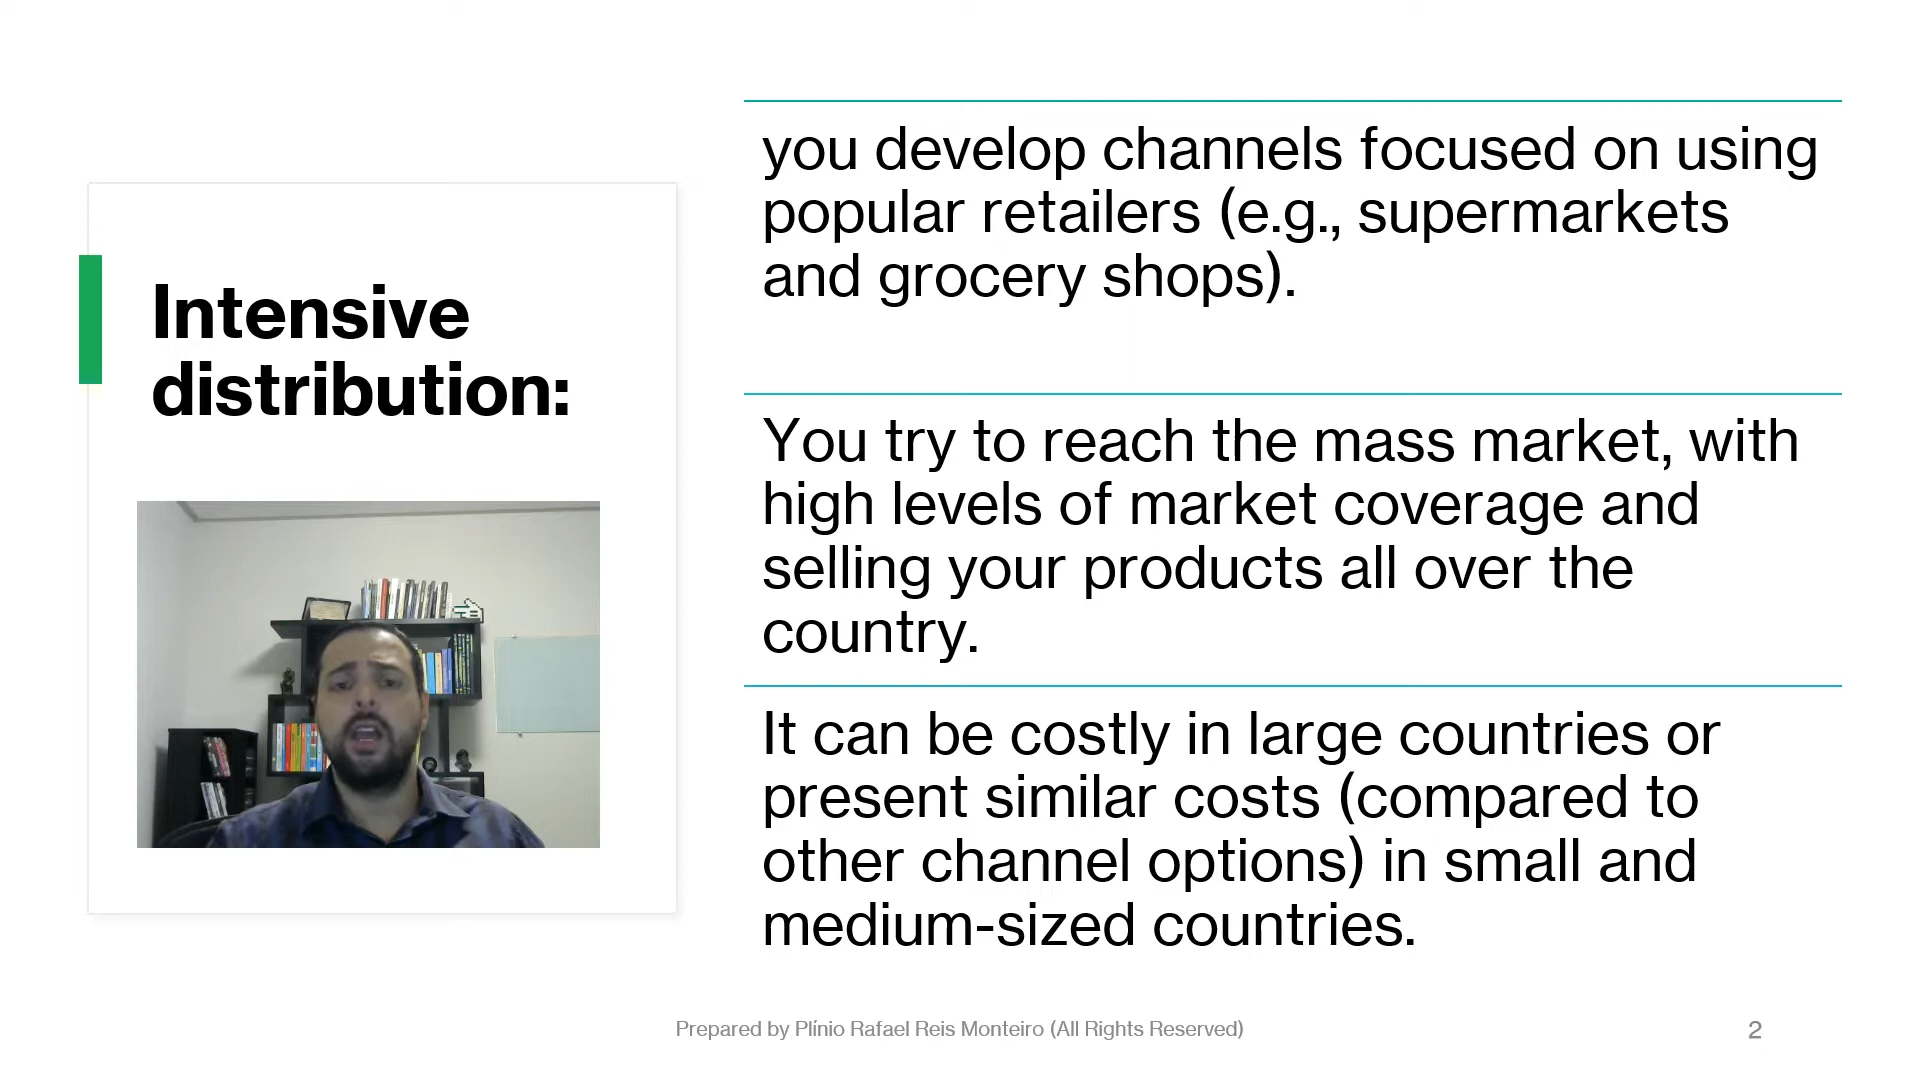 Intensive
distribution:
you develop channels focused on using
popular retailers (e.g., supermarkets
and grocery shops).
You try to reach the mass market, with
high levels of market coverage and
selling your products all over the
country.
It can be costly in large countries or
present similar costs (compared to
other channel options) in small and
medium-sized countries.
Prepared by Plínio Rafael Reis Monteiro (All Rights Reserved)
2